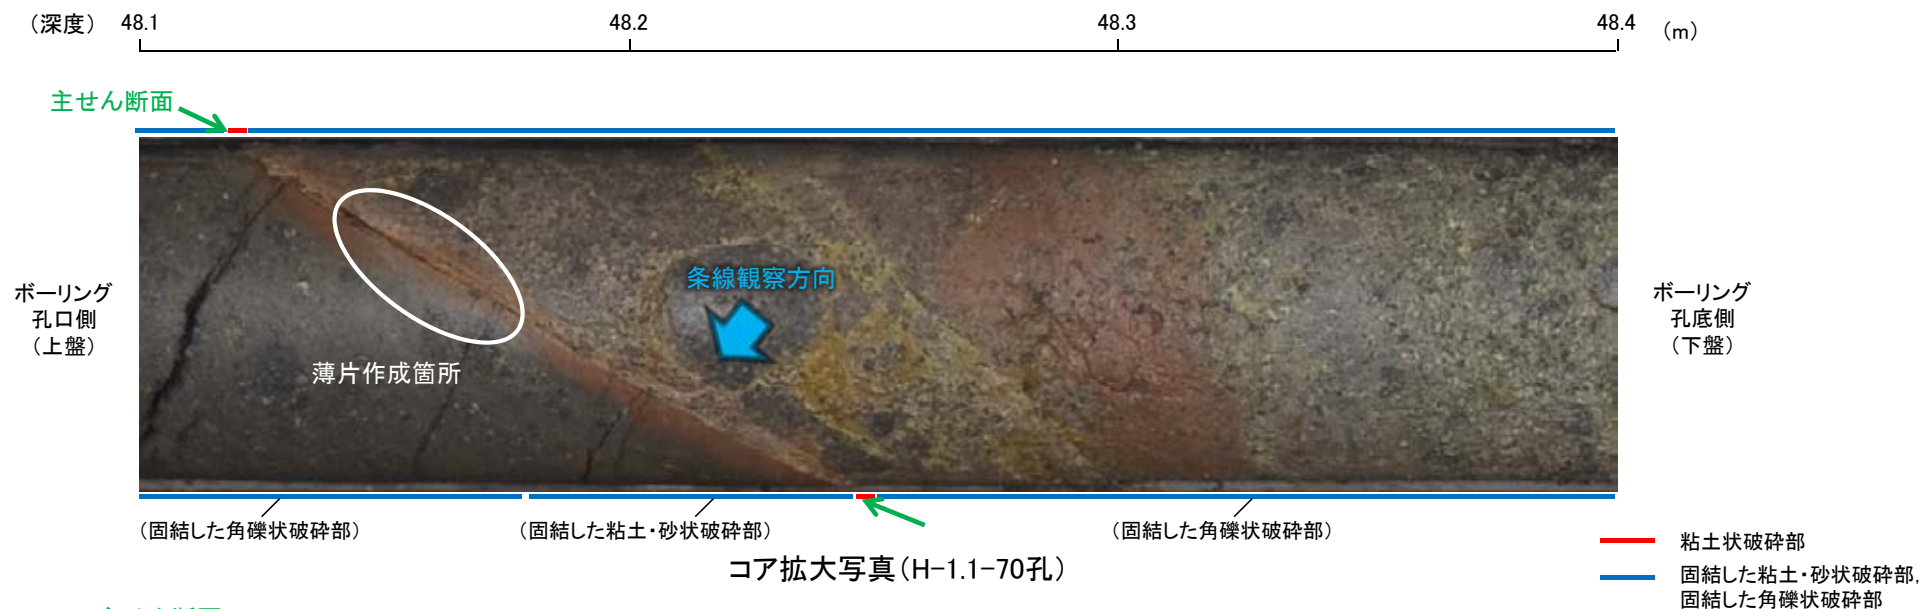 （深度） 48.1 48.2 48.3 48.4 （m）
主せん断面
条線観察方向
ボーリング
孔口側
（上盤）
ボーリング
孔底側
（下盤）
薄片作成箇所
（固結した角礫状破砕部） （固結した粘土・砂状破砕部） （固結した角礫状破砕部）
コア拡大写真（H-1.1-70孔）
粘土状破砕部
固結した粘土・砂状破砕部，
固結した角礫状破砕部